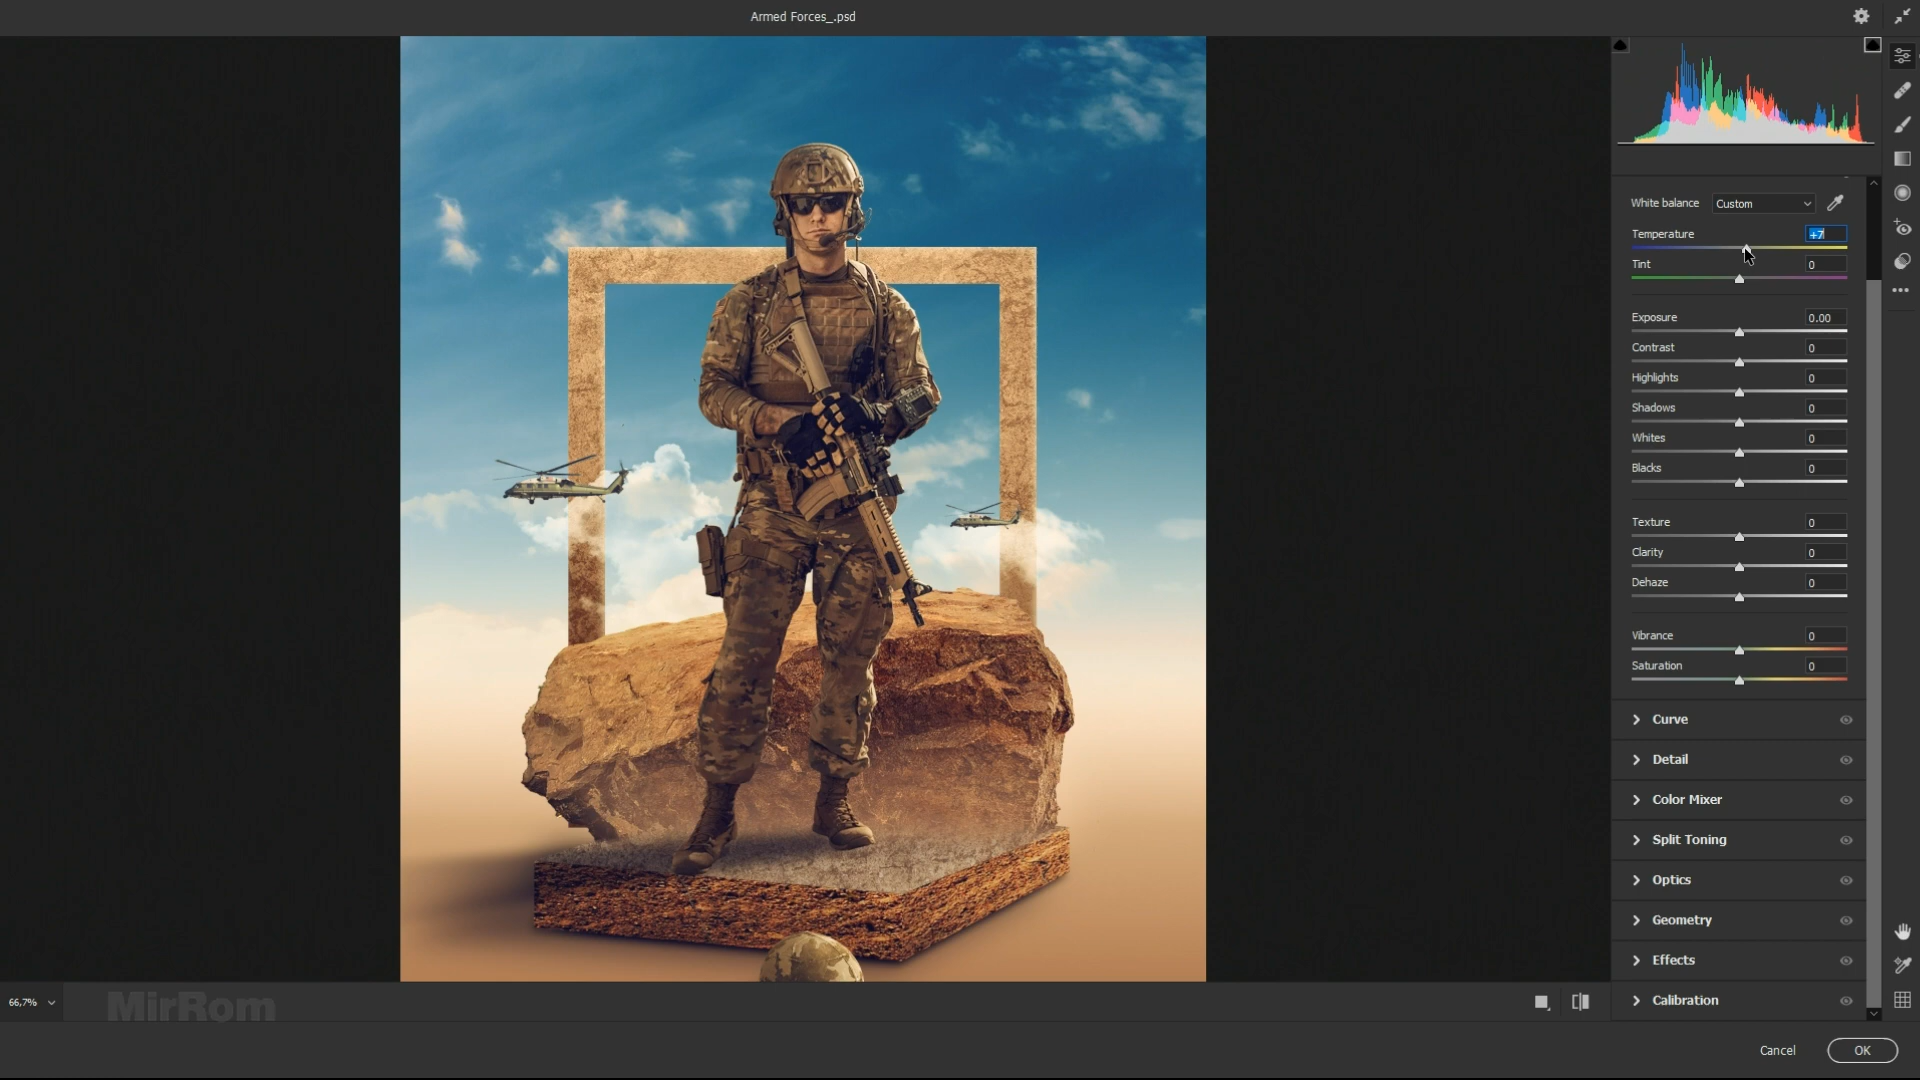 Armed Forces_.psd
White balance Custom
Temperature +7
Tint 0
Exposure 0.00
Contrast 0
Highlights 0
Shadows 0
Whites 0
Blacks 0
Texture 0
Clarity 0
Dehaze 0
Vibrance 0
Saturation 0
Curve
Detail
Color Mixer
Split Toning
Optics
Geometry
Effects
Calibration
66,7%
MirRom
Cancel OK